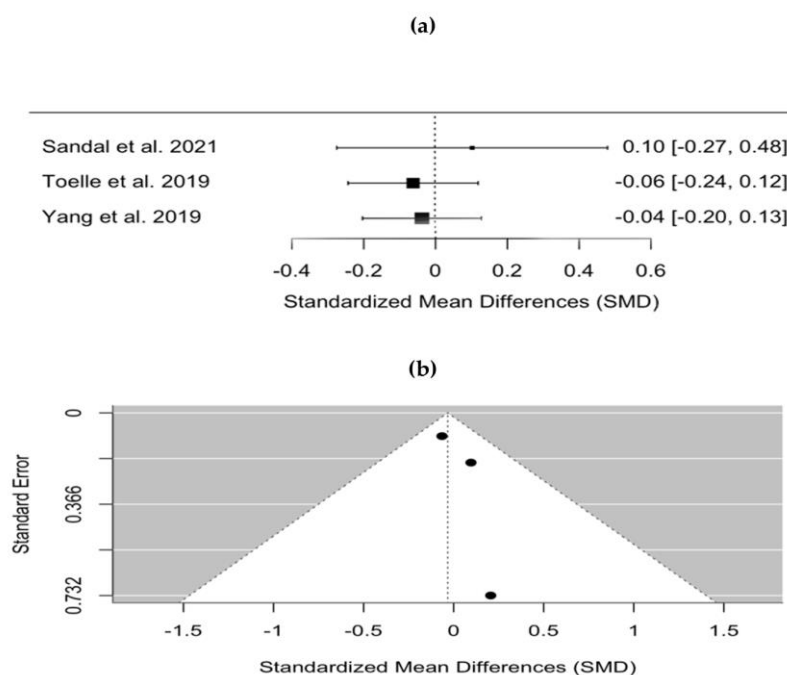 (a)
Sandal et al. 2021 0.10 [-0.27, 0.48]
Toelle et al. 2019 -0.06 [-0.24, 0.12]
Yang et al. 2019 -0.04 [-0.20, 0.13]
-0.4 -0.2 0 0.2 0.4 0.6
Standardized Mean Differences (SMD)
(b)
0
0.366
0.732
Standard Error
-1.5 -1 -0.5 0 0.5 1 1.5
Standardized Mean Differences (SMD)